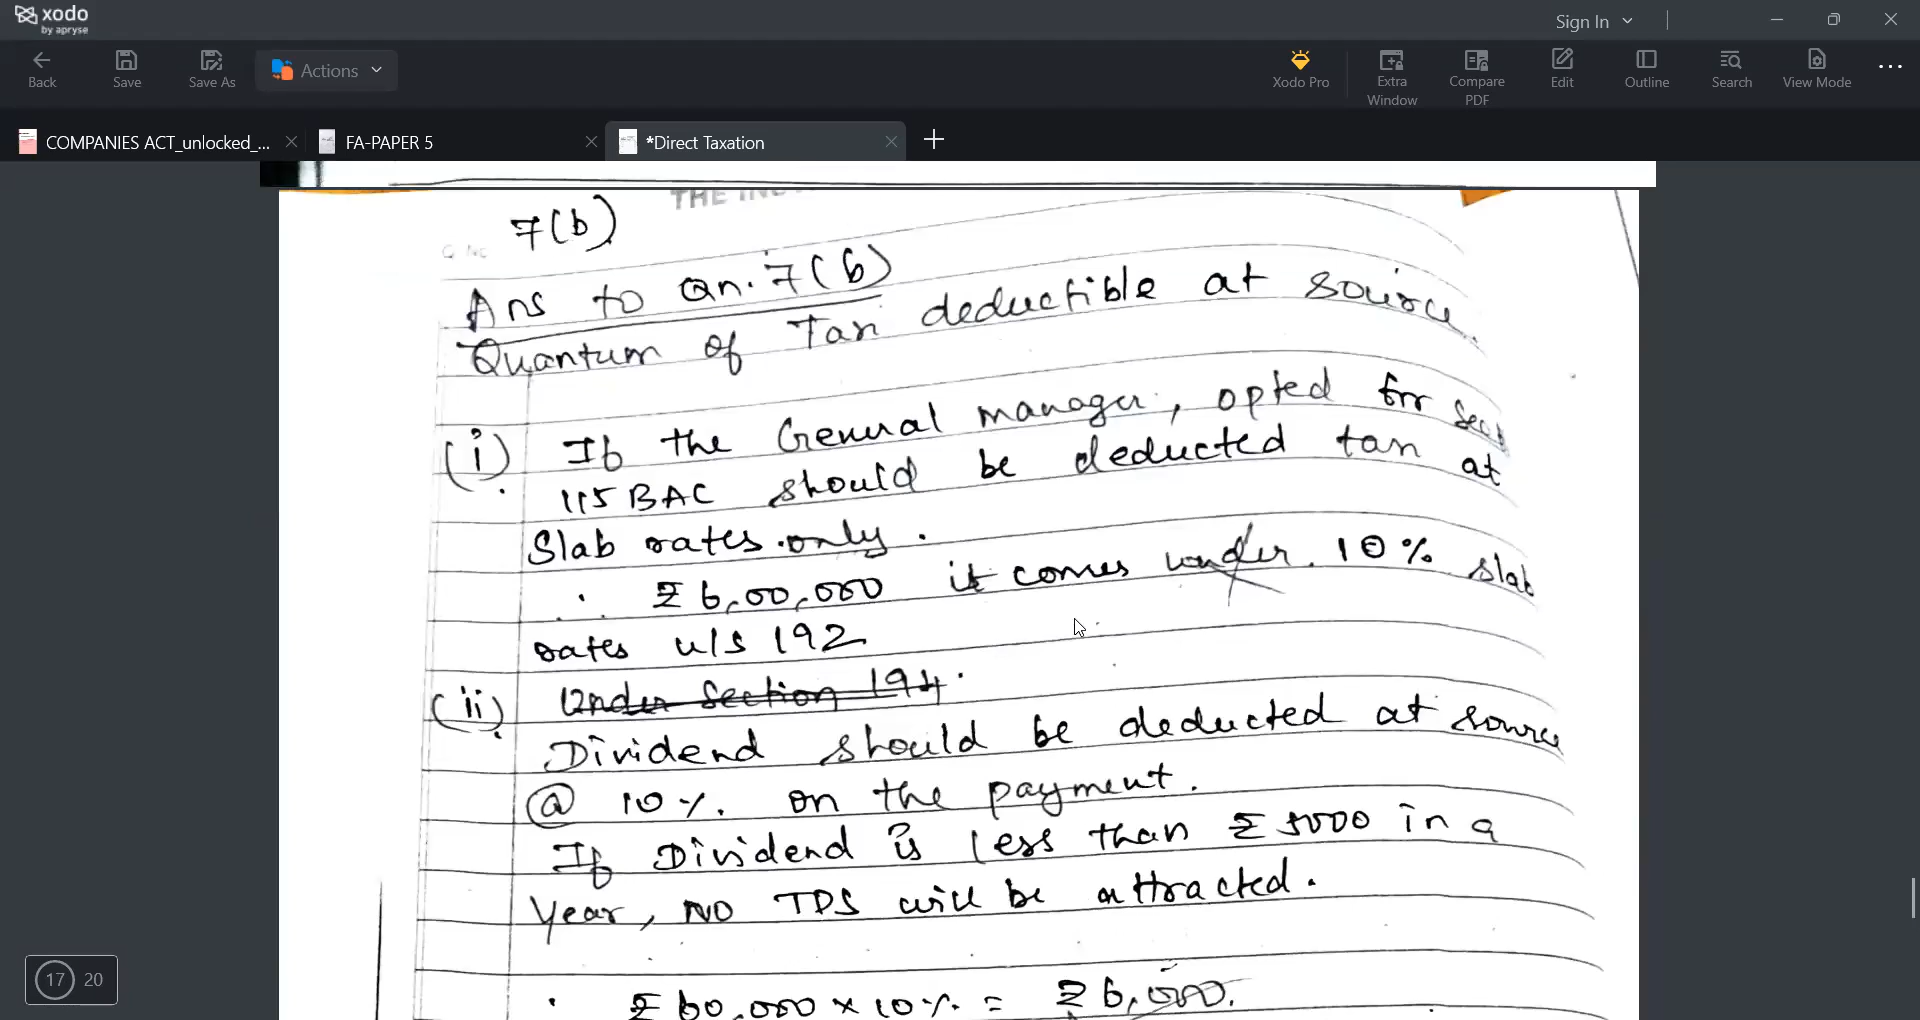 xodo
by apryse
Sign In
Back
Save
Save As
Actions
Xodo Pro
Extra Window
Compare PDF
Edit
Outline
Search
View Mode
COMPANIES ACT_unlocked_...
FA-PAPER 5
*Direct Taxation
7(b)
Ans to Qn. 7(b)
Quantum of Tax deductible at source.
(i) If the General manager, opted for Sec
115 BAC should be deducted tax at
Slab rates only.
∴ ₹ 6,00,000 it comes under 10% slab
rates u/s 192
(ii) Under Section 194.
Dividend should be deducted at source
@ 10%. on the payment.
If Dividend is less than ₹ 5000 in a
Year, NO TDS will be attracted.
₹ 60,000 × 10%. = ₹ 6,000.
17 20